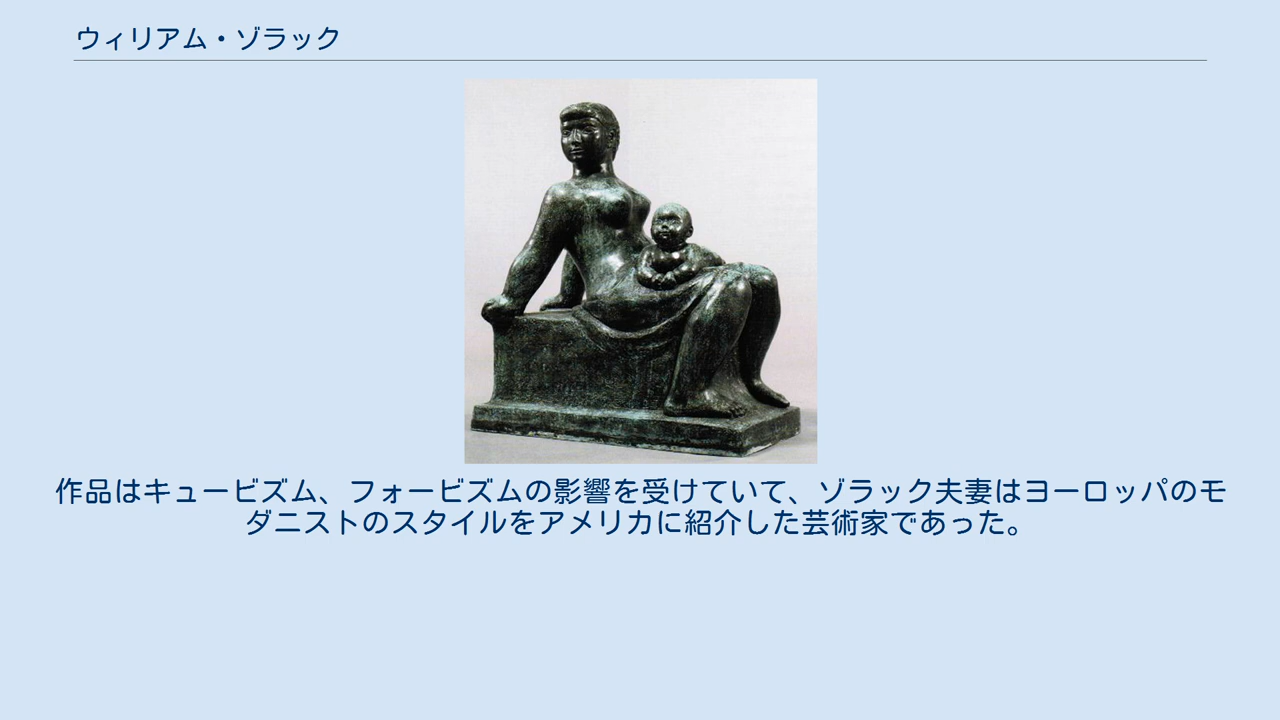 ウィリアム・ゾラック
作品はキュービズム、フォービズムの影響を受けていて、ゾラック夫妻はヨーロッパのモ
ダニストのスタイルをアメリカに紹介した芸術家であった。